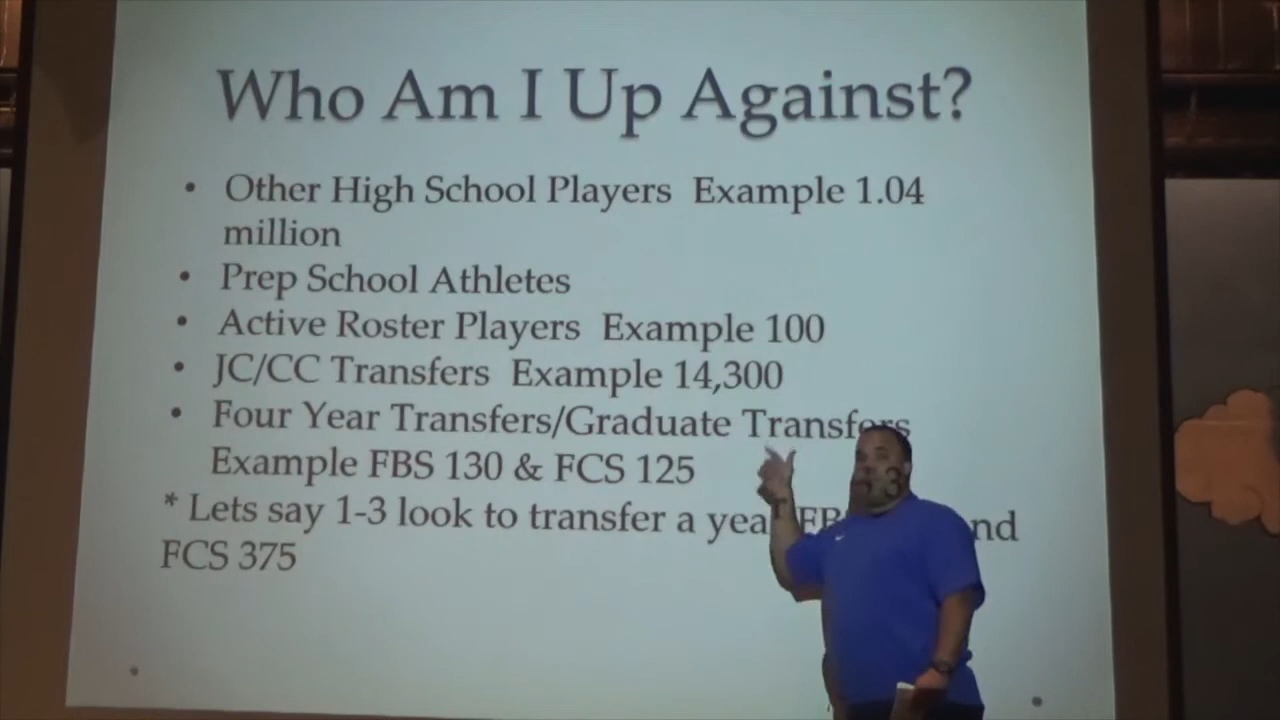 Who Am I Up Against?
• Other High School Players Example 1.04
million
• Prep School Athletes
• Active Roster Players Example 100
• JC/CC Transfers Example 14,300
• Four Year Transfers/Graduate Transfers
Example FBS 130 & FCS 125
* Lets say 1-3 look to transfer a year
FCS 375